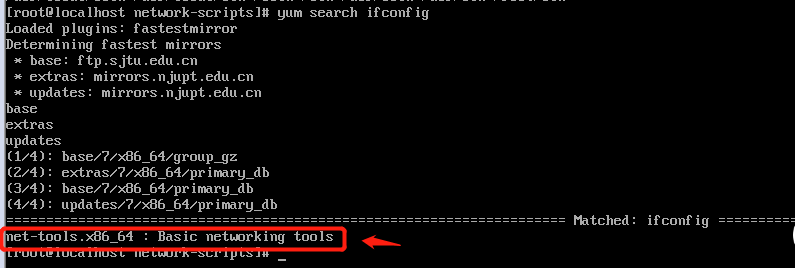 [root@localhost network-scripts]# yum search ifconfig
Loaded plugins: fastestmirror
Determining fastest mirrors
 * base: ftp.sjtu.edu.cn
 * extras: mirrors.njupt.edu.cn
 * updates: mirrors.njupt.edu.cn
base
extras
updates
(1/4): base/7/x86_64/group_gz
(2/4): extras/7/x86_64/primary_db
(3/4): base/7/x86_64/primary_db
(4/4): updates/7/x86_64/primary_db
======================================================================= Matched: ifconfig ==========
net-tools.x86_64 : Basic networking tools
[root@localhost network-scripts]# _